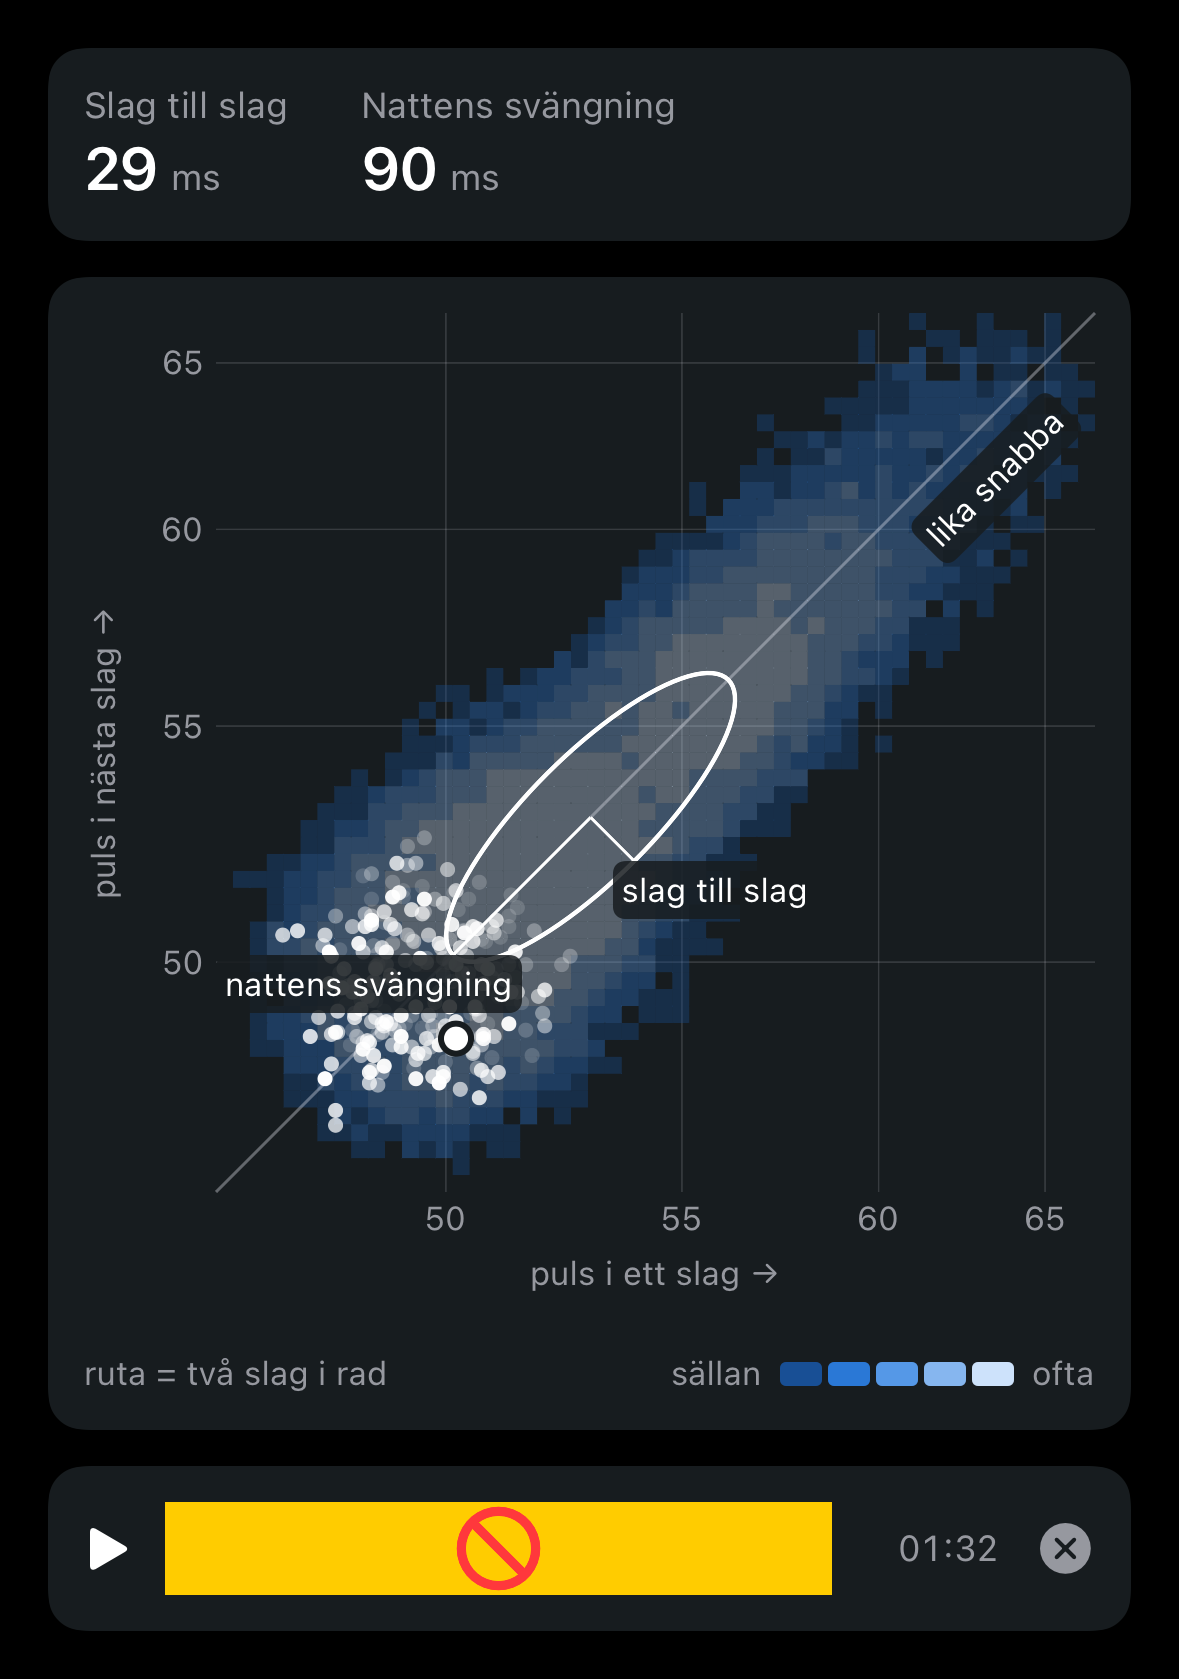 Slag till slag
29 ms
Nattens svängning
90 ms
65
60
55
50
puls i nästa slag →
lika snabba
slag till slag
nattens svängning
50
55
60
65
puls i ett slag →
ruta = två slag i rad
sällan
ofta
01:32